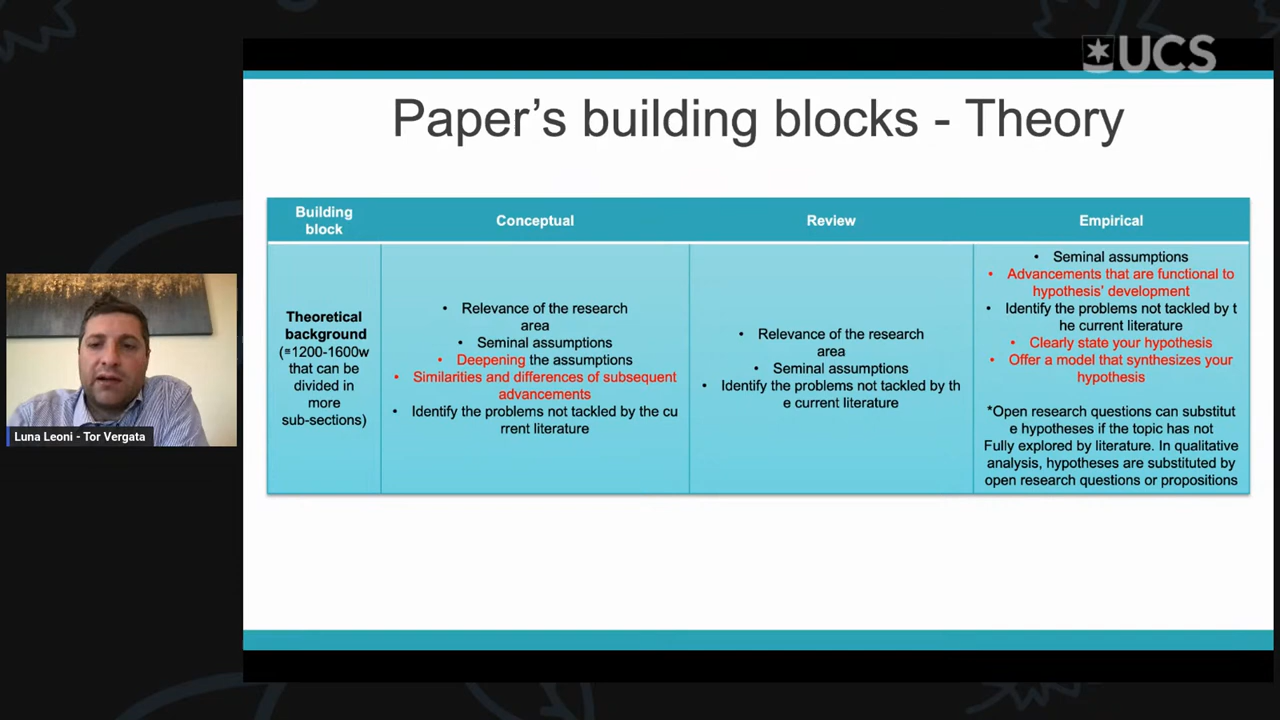 UCS
Paper's building blocks - Theory
Building
block
Conceptual
Review
Empirical
Theoretical
background
(≡1200-1600w
that can be
divided in
more
sub-sections)
• Relevance of the research
area
• Seminal assumptions
• Deepening the assumptions
• Similarities and differences of subsequent
advancements
• Identify the problems not tackled by the cu
rrent literature
• Relevance of the research
area
• Seminal assumptions
• Identify the problems not tackled by th
e current literature
• Seminal assumptions
• Advancements that are functional to
hypothesis' development
• Identify the problems not tackled by t
he current literature
• Clearly state your hypothesis
• Offer a model that synthesizes your
hypothesis
*Open research questions can substitut
e hypotheses if the topic has not
Fully explored by literature. In qualitative
analysis, hypotheses are substituted by
open research questions or propositions
Luna Leoni - Tor Vergata